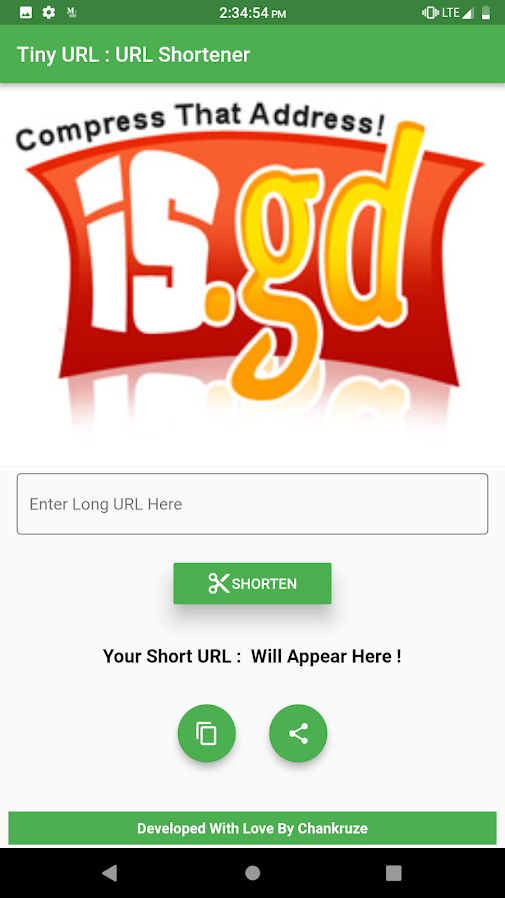 2:34:54 PM LTE
Tiny URL : URL Shortener
Compress That Address!
is.gd
Enter Long URL Here
SHORTEN
Your Short URL :  Will Appear Here !
Developed With Love By Chankruze